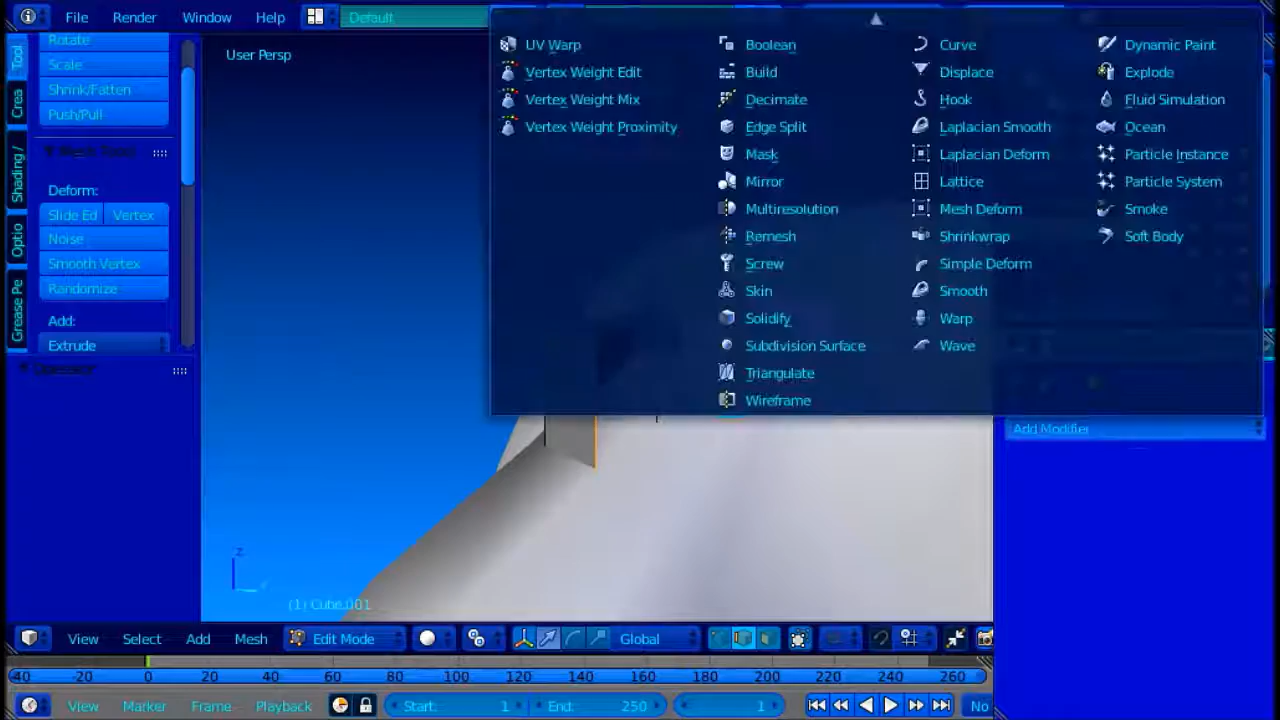 File Render Window Help Default
User Persp
Tool
Crea
Shading /
Optio
Grease Pe
Rotate
Scale
Shrink/Fatten
Push/Pull
Mesh Tools
Deform:
Slide Ed Vertex
Noise
Smooth Vertex
Randomize
Add:
Extrude
Operator
UV Warp
Vertex Weight Edit
Vertex Weight Mix
Vertex Weight Proximity
Boolean
Build
Decimate
Edge Split
Mask
Mirror
Multiresolution
Remesh
Screw
Skin
Solidify
Subdivision Surface
Triangulate
Wireframe
Curve
Displace
Hook
Laplacian Smooth
Laplacian Deform
Lattice
Mesh Deform
Shrinkwrap
Simple Deform
Smooth
Warp
Wave
Dynamic Paint
Explode
Fluid Simulation
Ocean
Particle Instance
Particle System
Smoke
Soft Body
Add Modifier
z
(1) Cube.001
View Select Add Mesh Edit Mode Global
-40 -20 0 20 40 60 80 100 120 140 160 180 200 220 240 260
View Marker Frame Playback Start: 1 End: 250 1 No